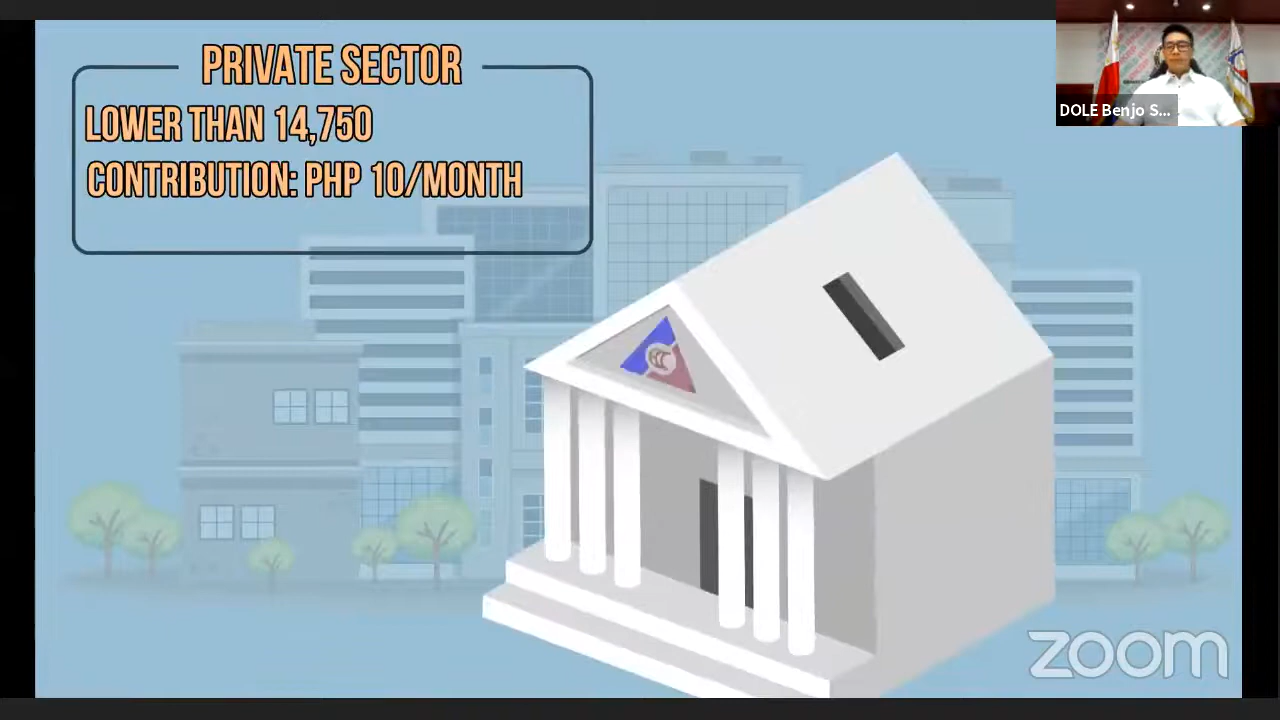 PRIVATE SECTOR
LOWER THAN 14,750
CONTRIBUTION: PHP 10/MONTH
DOLE Benjo S...
zoom